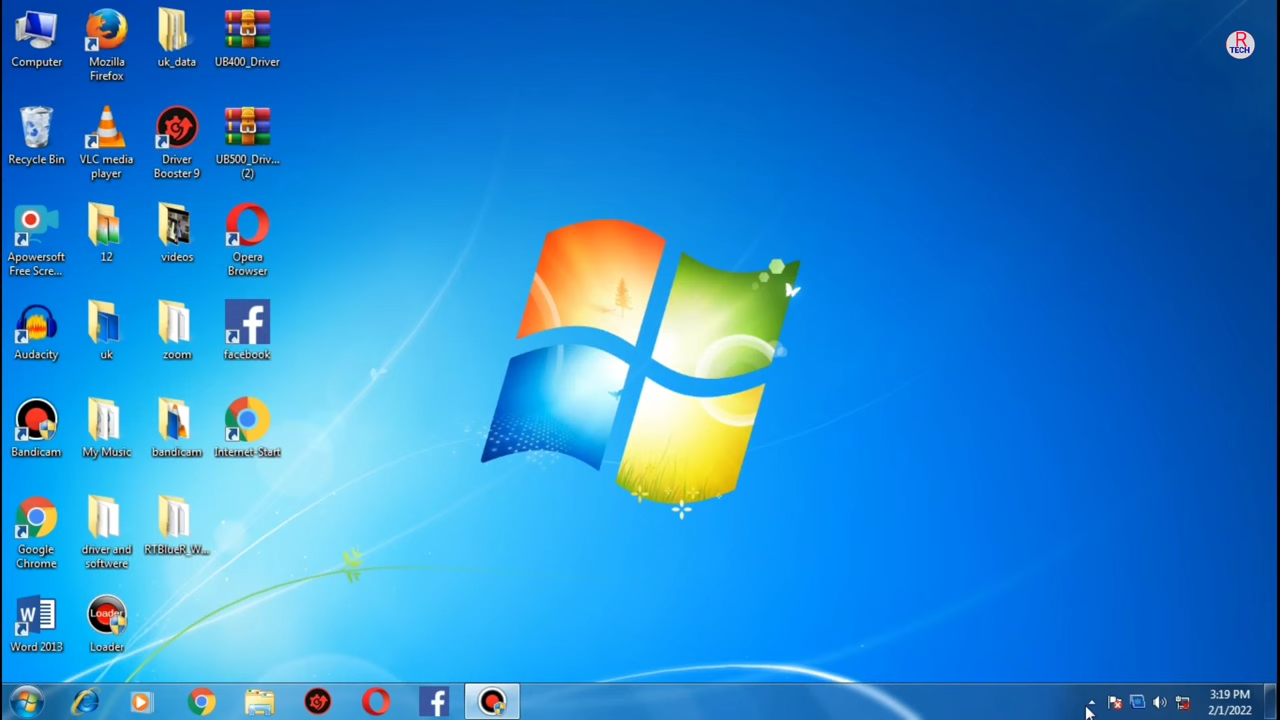 R
TECH
Computer
Mozilla
Firefox
uk_data
UB400_Driver
Recycle Bin
VLC media
player
Driver
Booster 9
UB500_Driv...
(2)
Apowersoft
Free Scre...
12
videos
Opera
Browser
Audacity
uk
zoom
facebook
Bandicam
My Music
bandicam
Internet-Start
Google
Chrome
driver and
softwere
RTBlueR_W...
W
Word 2013
Loader
Loader
3:19 PM
2/1/2022